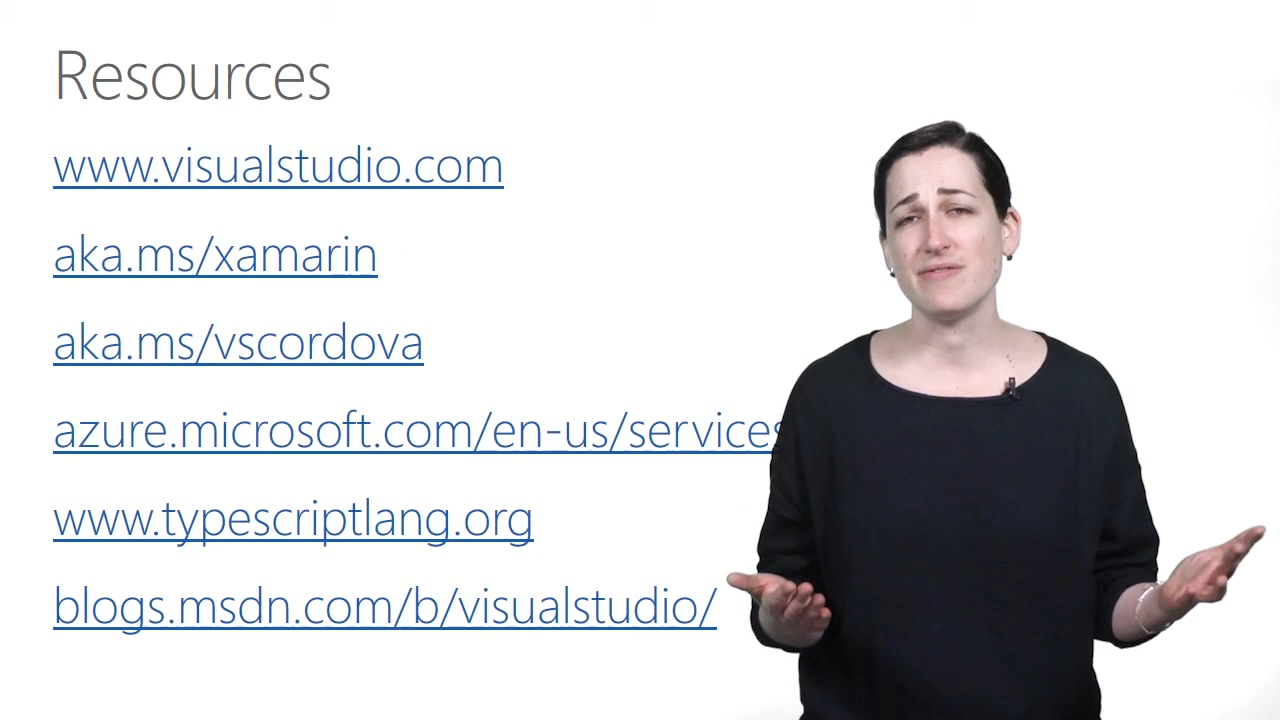 Resources
www.visualstudio.com
aka.ms/xamarin
aka.ms/vscordova
azure.microsoft.com/en-us/services
www.typescriptlang.org
blogs.msdn.com/b/visualstudio/